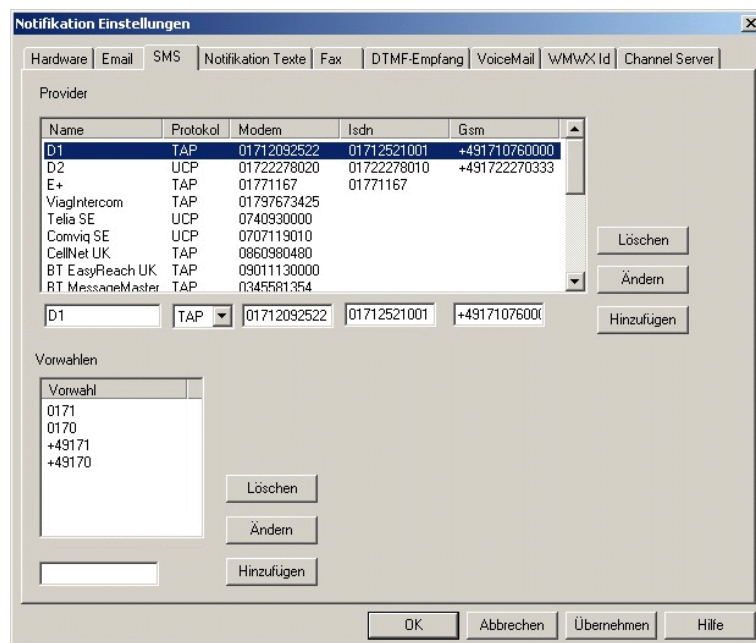 Notifikation Einstellungen
Hardware Email SMS Notifikation Texte Fax DTMF-Empfang VoiceMail WMWX Id Channel Server
Provider
Name Protokol Modem Isdn Gsm
D1 TAP 01712092522 01712521001 +491710760000
D2 UCP 01722278020 01722278010 +491722270333
E+ TAP 01771167 01771167
ViagIntercom TAP 01797673425
Telia SE UCP 0740930000
Comviq SE UCP 0707119010
CellNet UK TAP 0860980480
BT EasyReach UK TAP 09011130000
BT MessageMaster TAP 0345581354
Löschen
Ändern
D1 TAP 01712092522 01712521001 +4917107600 Hinzufügen
Vorwahlen
Vorwahl
0171
0170
+49171
+49170
Löschen
Ändern
Hinzufügen
OK Abbrechen Übernehmen Hilfe